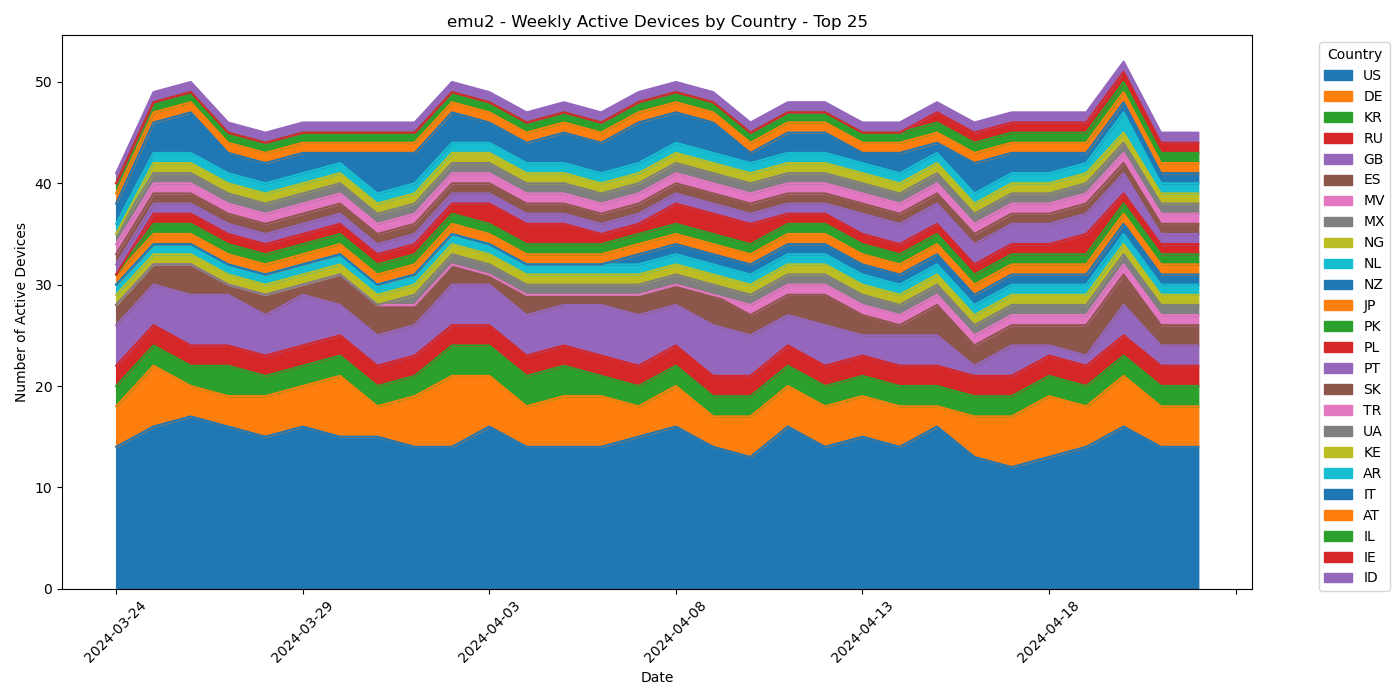 emu2 - Weekly Active Devices by Country - Top 25
Number of Active Devices
50
40
30
20
10
0
2024-03-24
2024-03-29
2024-04-03
2024-04-08
2024-04-13
2024-04-18
Date
Country
US
DE
KR
RU
GB
ES
MV
MX
NG
NL
NZ
JP
PK
PL
PT
SK
TR
UA
KE
AR
IT
AT
IL
IE
ID